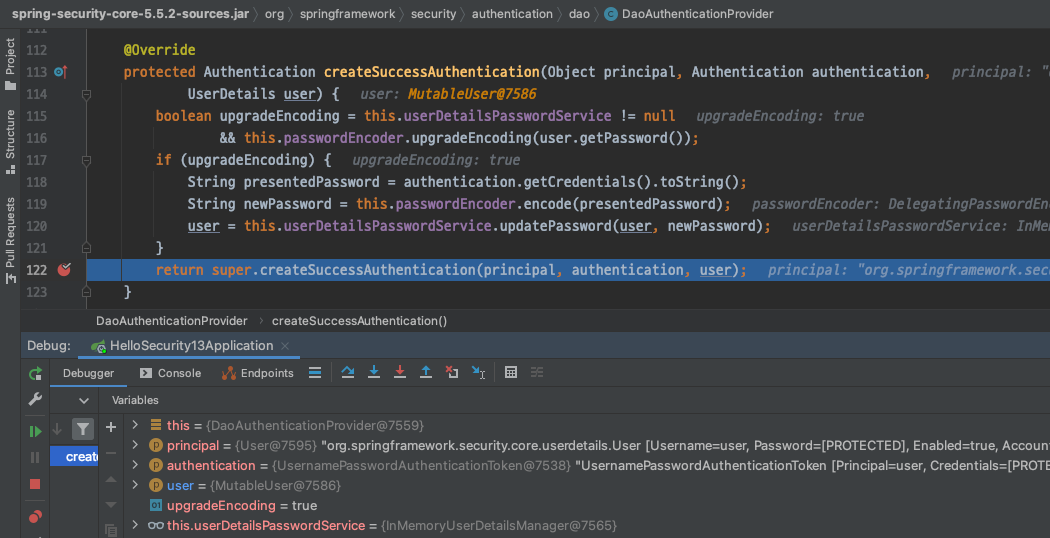 spring-security-core-5.5.2-sources.jar › org › springframework › security › authentication › dao › DaoAuthenticationProvider
Project
Structure
Pull Requests
111
112 @Override
113 protected Authentication createSuccessAuthentication(Object principal, Authentication authentication, principal: "
114 UserDetails user) { user: MutableUser@7586
115 boolean upgradeEncoding = this.userDetailsPasswordService != null upgradeEncoding: true
116 && this.passwordEncoder.upgradeEncoding(user.getPassword());
117 if (upgradeEncoding) { upgradeEncoding: true
118 String presentedPassword = authentication.getCredentials().toString();
119 String newPassword = this.passwordEncoder.encode(presentedPassword); passwordEncoder: DelegatingPasswordEn
120 user = this.userDetailsPasswordService.updatePassword(user, newPassword); userDetailsPasswordService: InMem
121 }
122 return super.createSuccessAuthentication(principal, authentication, user); principal: "org.springframework.secu
123 }
DaoAuthenticationProvider › createSuccessAuthentication()
Debug: HelloSecurity13Application ×
Debugger Console Endpoints
Variables
this = {DaoAuthenticationProvider@7559}
principal = {User@7595} "org.springframework.security.core.userdetails.User [Username=user, Password=[PROTECTED], Enabled=true, Accoun
create
authentication = {UsernamePasswordAuthenticationToken@7538} "UsernamePasswordAuthenticationToken [Principal=user, Credentials=[PROTE
user = {MutableUser@7586}
upgradeEncoding = true
this.userDetailsPasswordService = {InMemoryUserDetailsManager@7565}